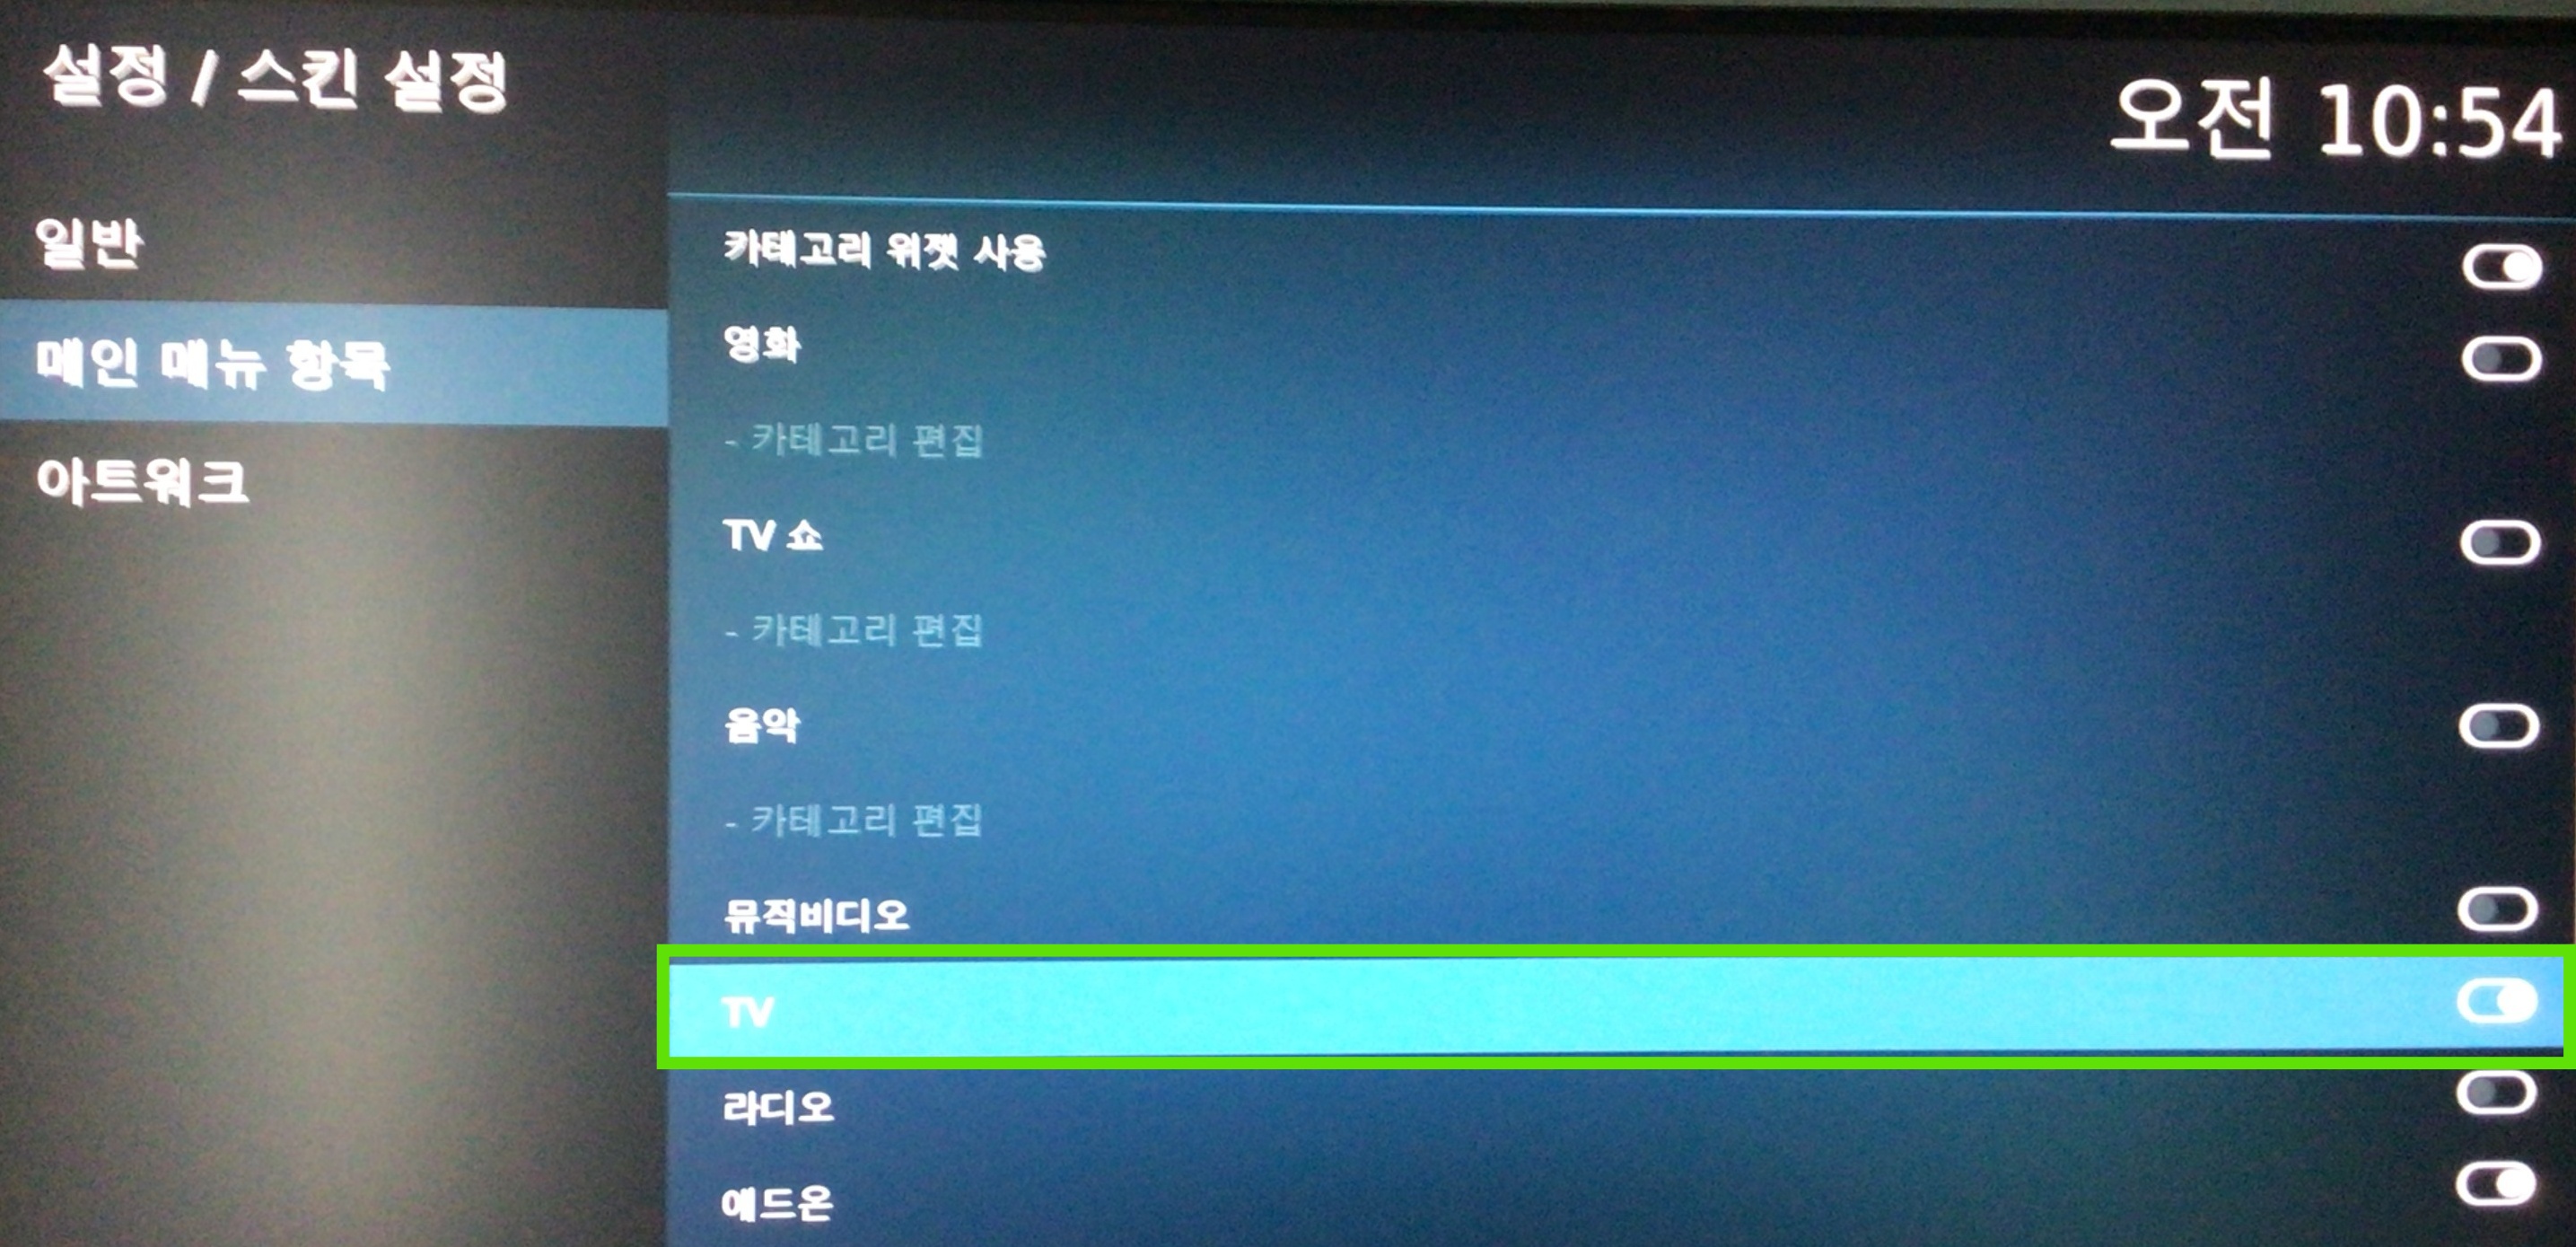 설정 / 스킨 설정
오전 10:54
일반
메인 메뉴 항목
아트워크
카테고리 위젯 사용
영화
- 카테고리 편집
TV 쇼
- 카테고리 편집
음악
- 카테고리 편집
뮤직비디오
TV
라디오
애드온